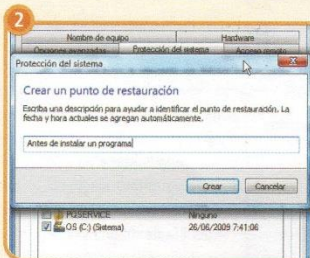 2
Nombre de equipo Hardware
Opciones avanzadas Protección del sistema Acceso remoto
Protección del sistema
Crear un punto de restauración
Escriba una descripción para ayudar a identificar el punto de restauración. La
fecha y hora actuales se agregan automáticamente.
Antes de instalar un programa
Crear Cancelar
PQSERVICE Ninguno
OS (C:) (Sistema) 26/06/2009 7:41:06